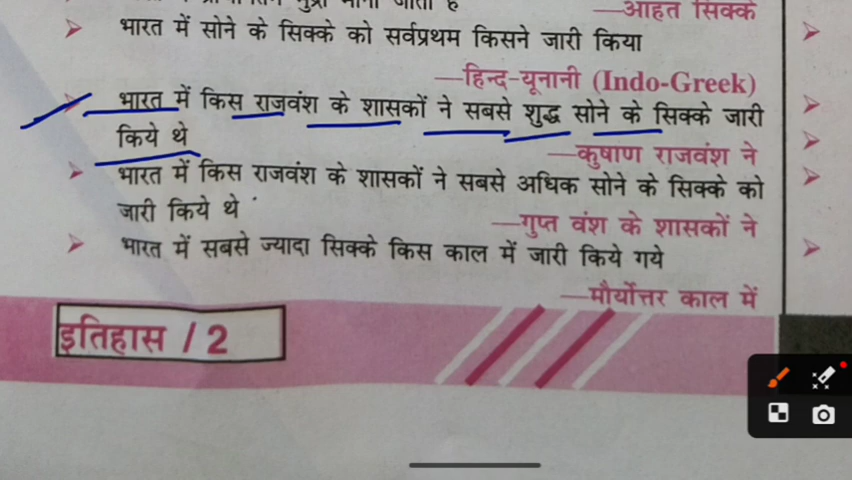 —आहत सिक्के
भारत में सोने के सिक्के को सर्वप्रथम किसने जारी किया
—हिन्द-यूनानी (Indo-Greek)
भारत में किस राजवंश के शासकों ने सबसे शुद्ध सोने के सिक्के जारी
किये थे
—कुषाण राजवंश ने
भारत में किस राजवंश के शासकों ने सबसे अधिक सोने के सिक्के को
जारी किये थे
—गुप्त वंश के शासकों ने
भारत में सबसे ज्यादा सिक्के किस काल में जारी किये गये
—मौर्योत्तर काल में
इतिहास / 2